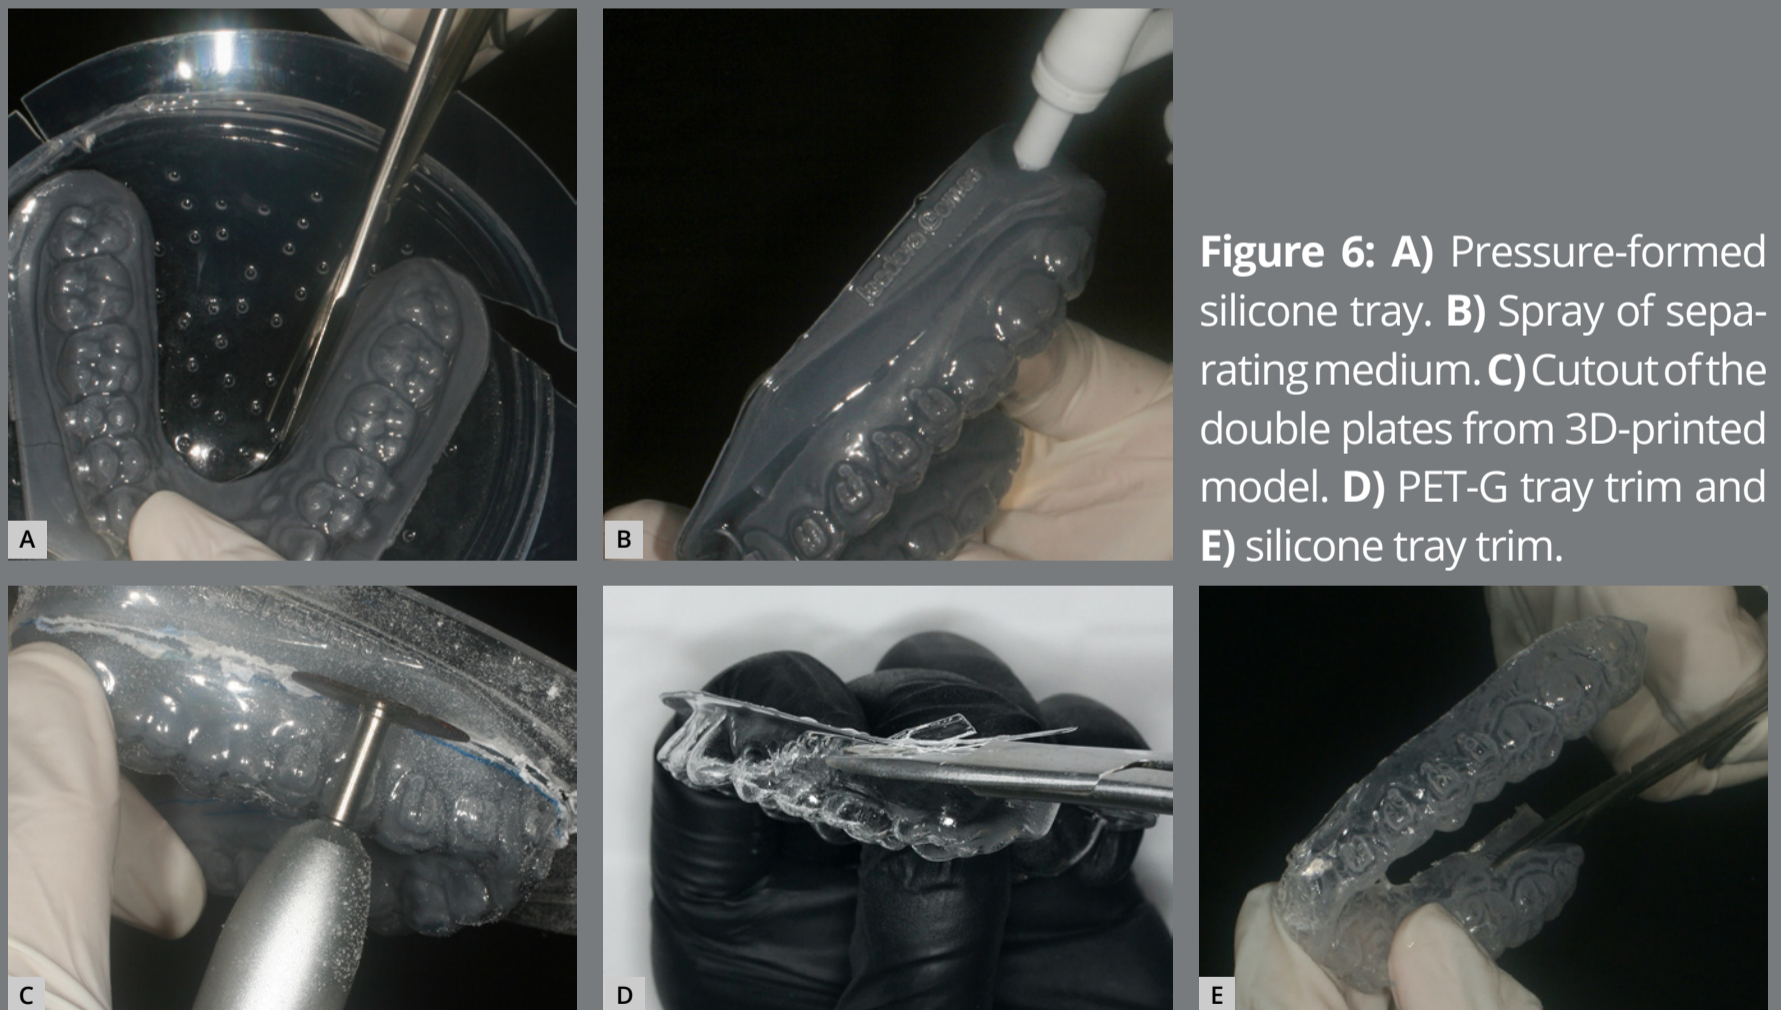 Figure 6: A) Pressure-formed
silicone tray. B) Spray of sepa-
rating medium. C) Cutout of the
double plates from 3D-printed
model. D) PET-G tray trim and
E) silicone tray trim.
A
B
C
D
E